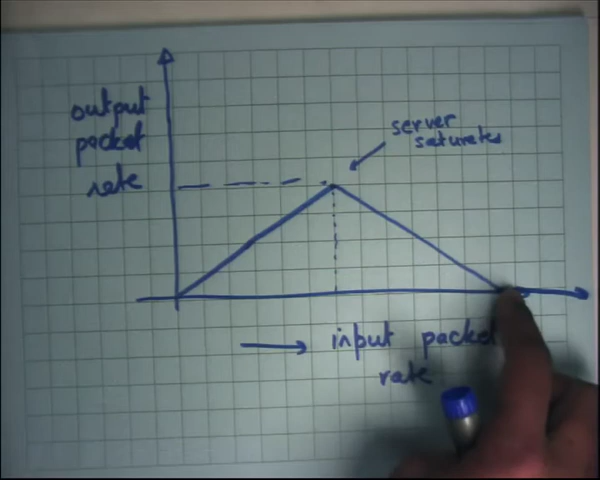 output
packet
rate
server
saturates
input packet
rate